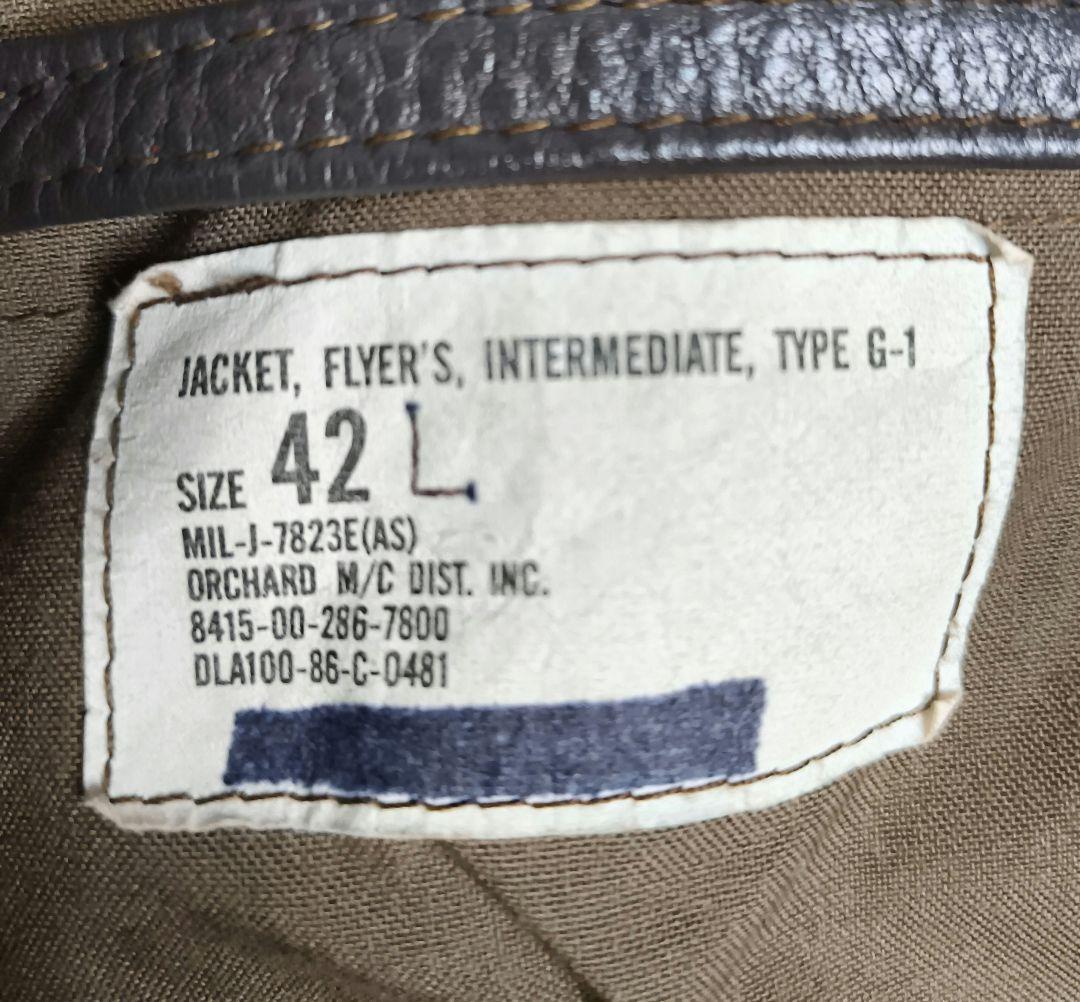 JACKET, FLYER'S, INTERMEDIATE, TYPE G-1
SIZE 42 L
MIL-J-7823E(AS)
ORCHARD M/C DIST. INC.
8415-00-286-7800
DLA100-86-C-0481